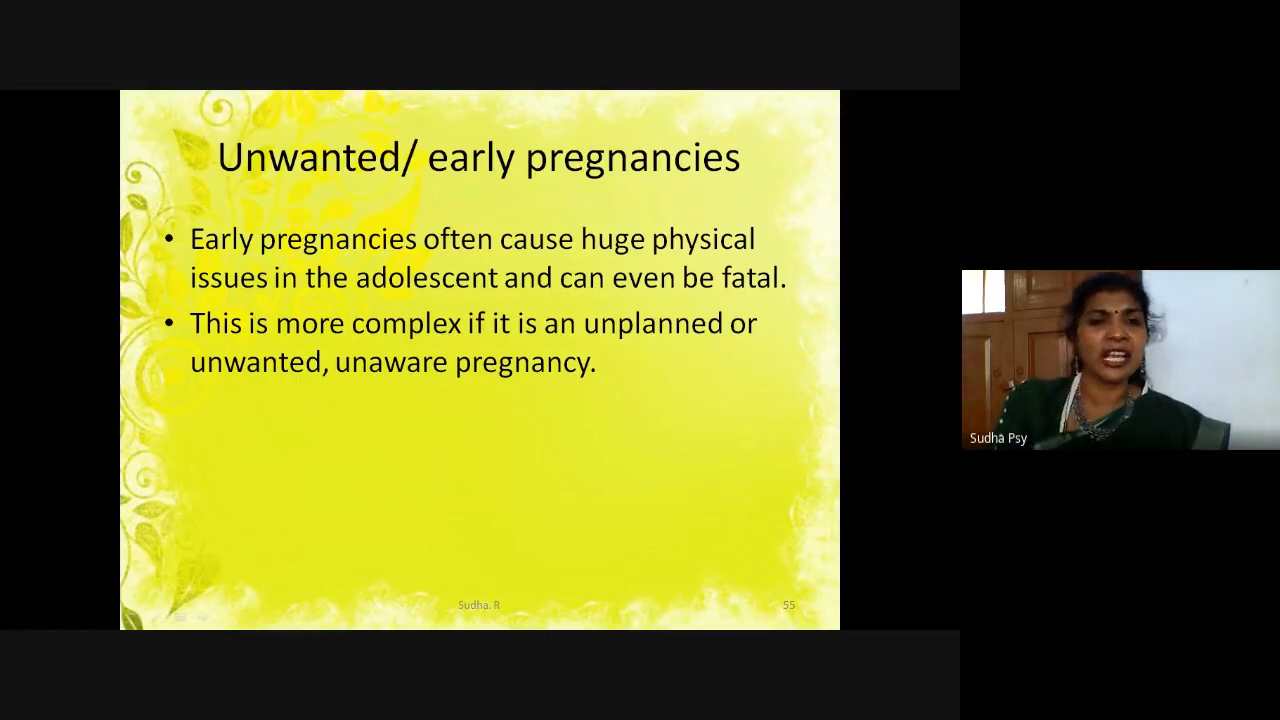 Unwanted/ early pregnancies
• Early pregnancies often cause huge physical
issues in the adolescent and can even be fatal.
• This is more complex if it is an unplanned or
unwanted, unaware pregnancy.
Sudha. R
55
Sudha Psy